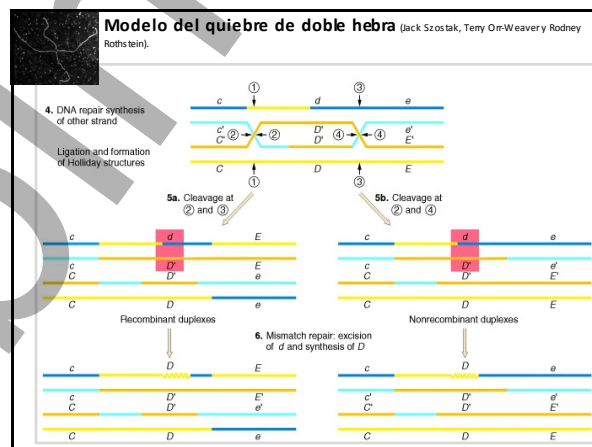 Modelo del quiebre de doble hebra (Jack Szostak, Terry Orr-Weaver y Rodney
Rothstein).
① ③
c d e
4. DNA repair synthesis
of other strand
c' D' e'
② ② ④ ④
C' D' E'
Ligation and formation
of Holliday structures
C D E
① ③
5a. Cleavage at
② and ③
5b. Cleavage at
② and ④
c d E
c D' E
C D' e'
C D e
c d e
c D' e'
C D' E'
C D E
Recombinant duplexes
Nonrecombinant duplexes
6. Mismatch repair: excision
of d and synthesis of D
c D E
c D' E'
C D' e'
C D e
c D e
c' D' e'
C' D' E'
C D E